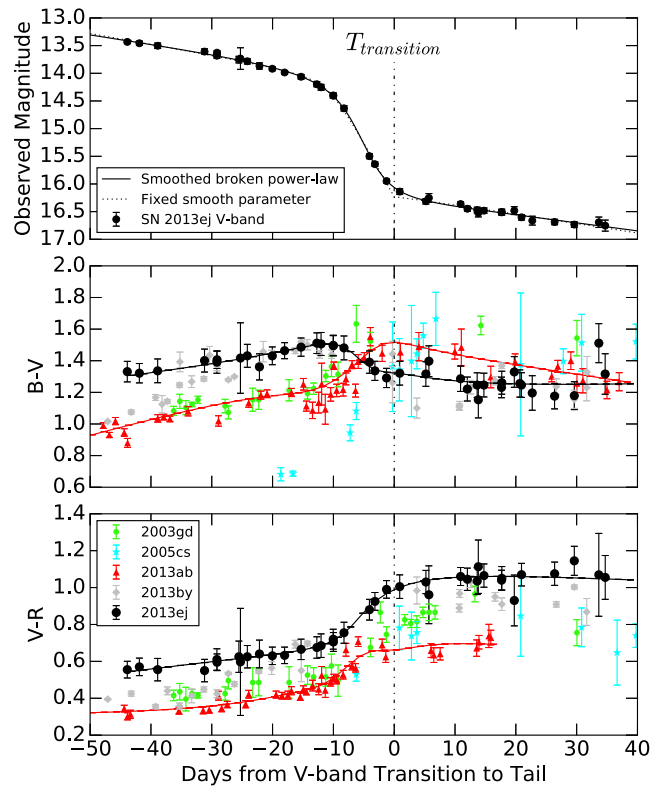 13.0
13.5
14.0
14.5
15.0
15.5
16.0
16.5
17.0
Observed Magnitude
T_transition
Smoothed broken power-law
Fixed smooth parameter
SN 2013ej V-band
2.0
1.8
1.6
1.4
1.2
1.0
0.8
0.6
B-V
1.4
1.2
1.0
0.8
0.6
0.4
0.2
V-R
2003gd
2005cs
2013ab
2013by
2013ej
−50 −40 −30 −20 −10 0 10 20 30 40
Days from V-band Transition to Tail